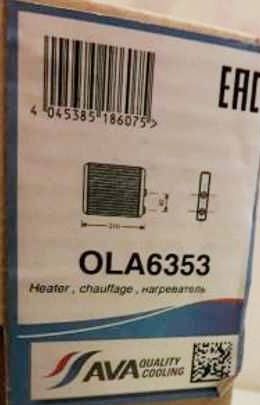 EAC
4 045385 186075 >
OLA6353
Heater , chauffage , нагреватель
AVA QUALITY
COOLING